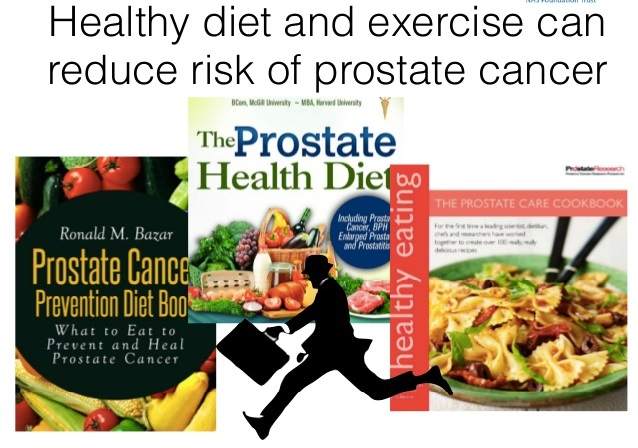 NHS Foundation Trust
Healthy diet and exercise can
reduce risk of prostate cancer
BCom, McGill University ~ MBA, Harvard University
The Prostate
Health Diet
Including Prosta
Cancer, BPH
Enlarged Prosta
and Prostatitis
Ronald M. Bazar
Prostate Cance
Prevention Diet Boo
What to Eat to
Prevent and Heal
Prostate Cancer
healthy eating
ProstateResearch
THE PROSTATE CARE COOKBOOK
For the first time a leading scientist, dietitian,
chefs and researchers have worked
together to create over 100 really, really
delicious recipes